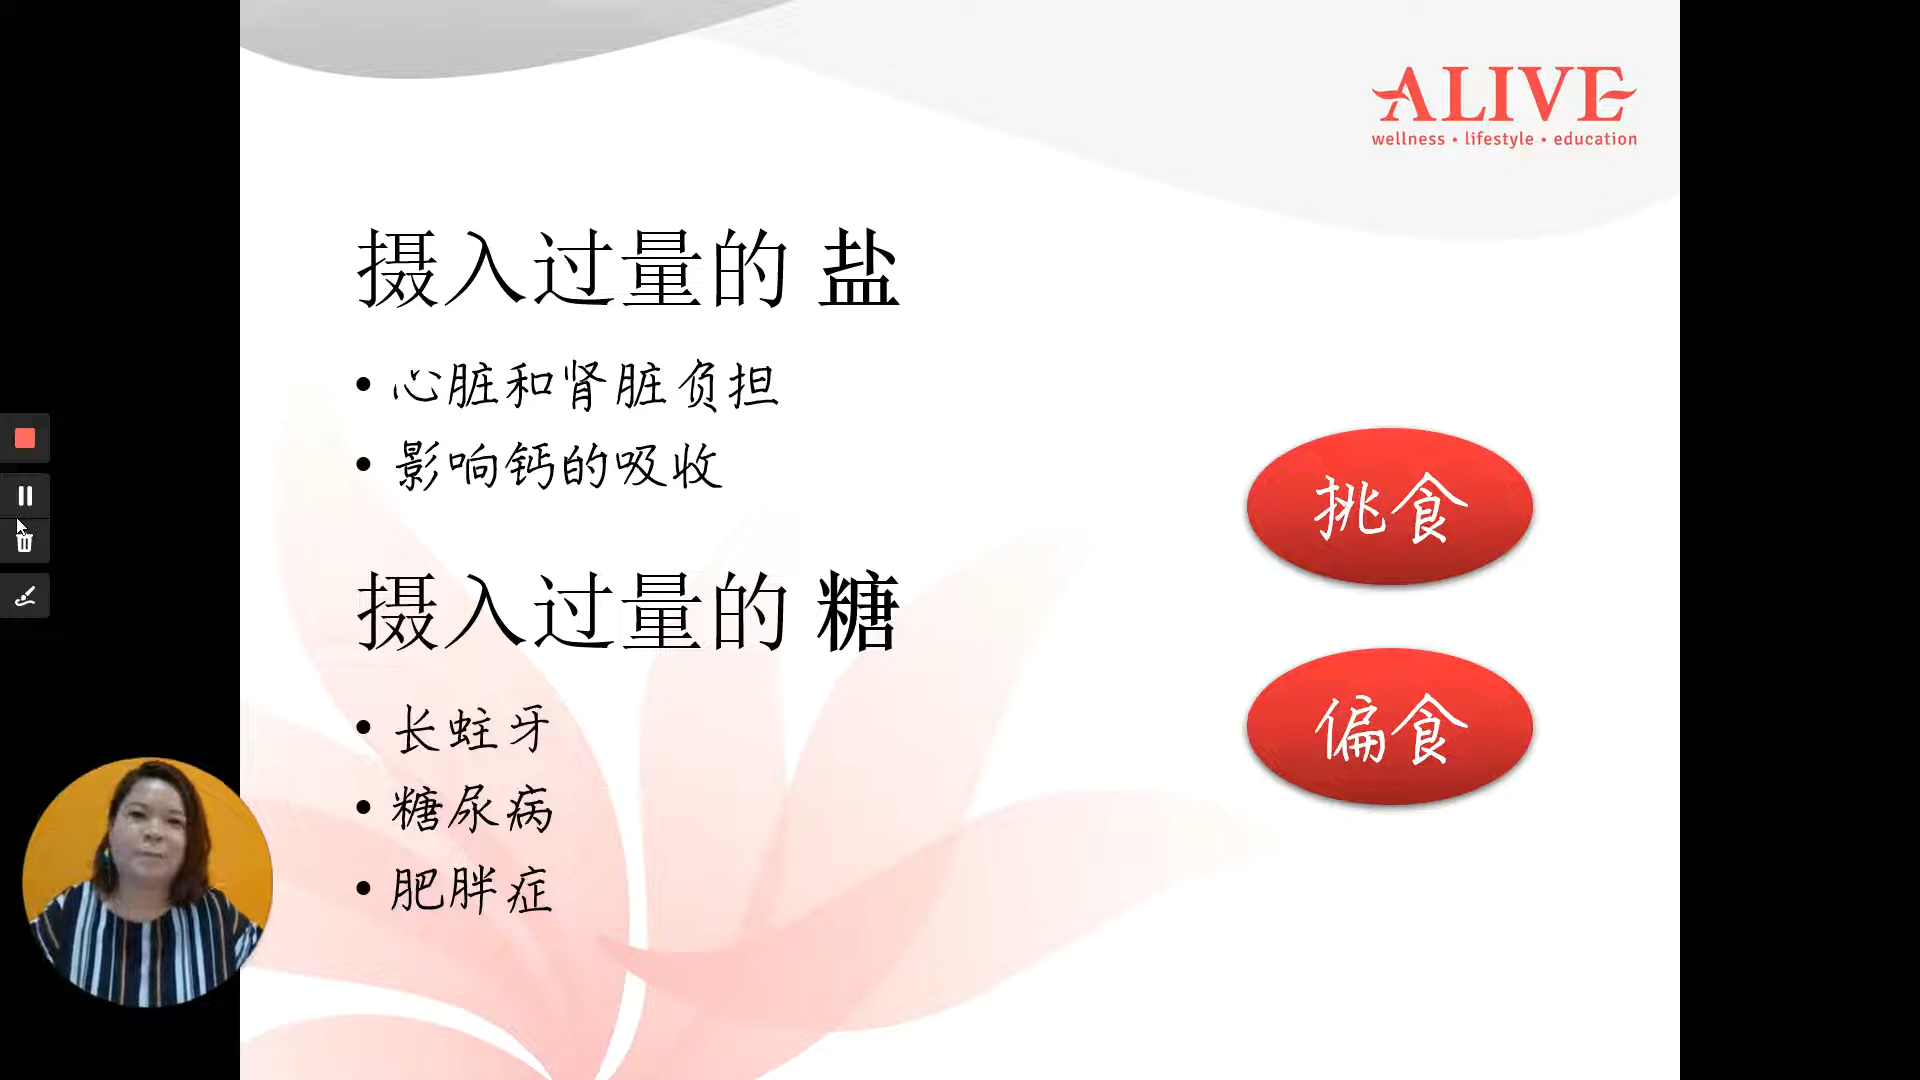 ALIVE
wellness • lifestyle • education
摄入过量的 盐
• 心脏和肾脏负担
• 影响钙的吸收
摄入过量的 糖
• 长蛀牙
• 糖尿病
• 肥胖症
挑食
偏食